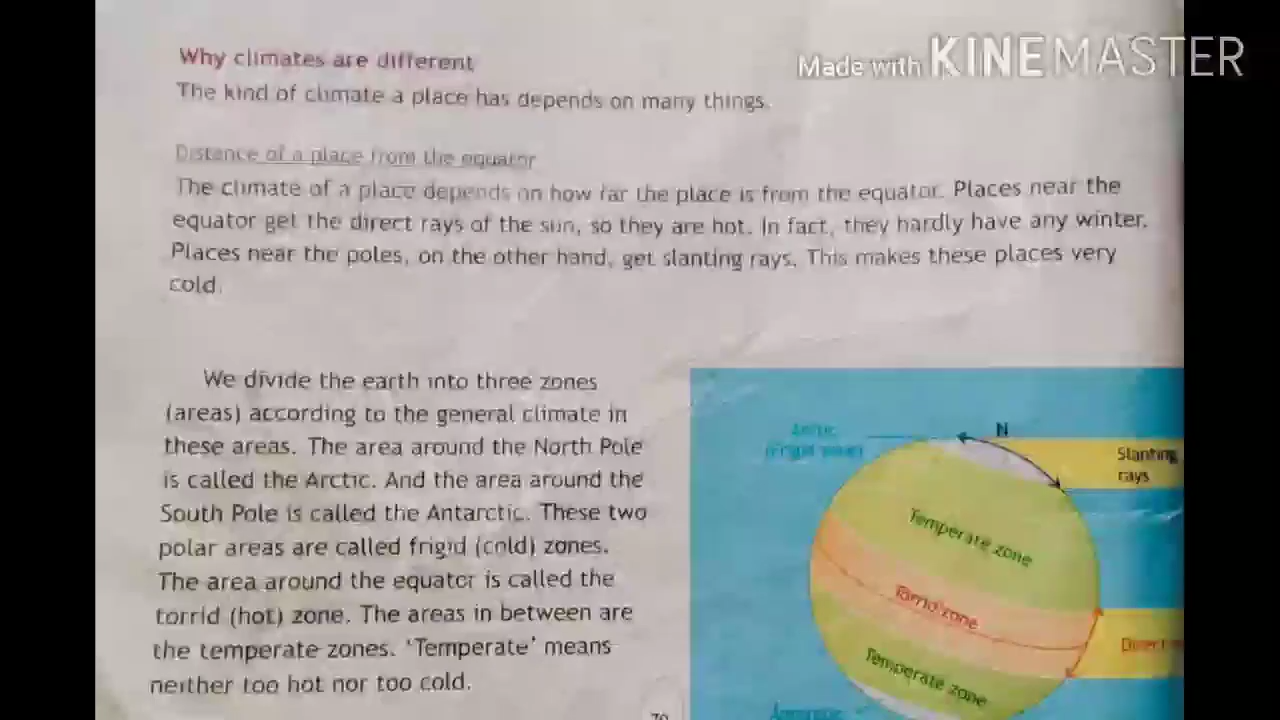 Made with KINEMASTER
Why climates are different
The kind of climate a place has depends on many things.
Distance of a place from the equator
The climate of a place depends on how far the place is from the equator. Places near the
equator get the direct rays of the sun, so they are hot. In fact, they hardly have any winter.
Places near the poles, on the other hand, get slanting rays. This makes these places very
cold.
We divide the earth into three zones
(areas) according to the general climate in
these areas. The area around the North Pole
is called the Arctic. And the area around the
South Pole is called the Antarctic. These two
polar areas are called frigid (cold) zones.
The area around the equator is called the
torrid (hot) zone. The areas in between are
the temperate zones. 'Temperate' means
neither too hot nor too cold.
Arctic
(Frigid zone)
N
Slanting
rays
Temperate zone
Torrid zone
Direct
Temperate zone